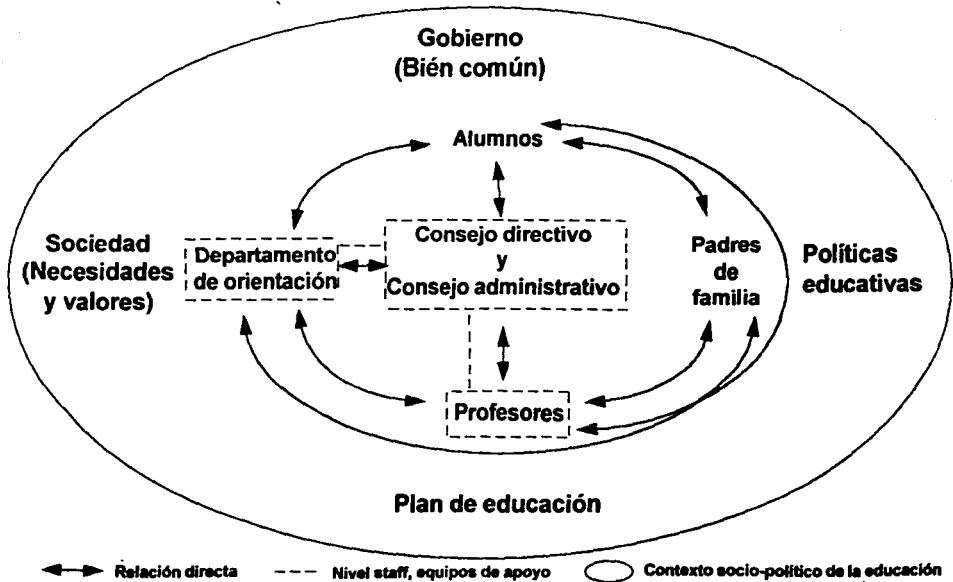 Gobierno
(Bién común)
Alumnos
Sociedad
(Necesidades
y valores)
Departamento
de orientación
Consejo directivo
y
Consejo administrativo
Padres
de
familia
Políticas
educativas
Profesores
Plan de educación
Relación directa
Nivel staff, equipos de apoyo
Contexto socio-político de la educación